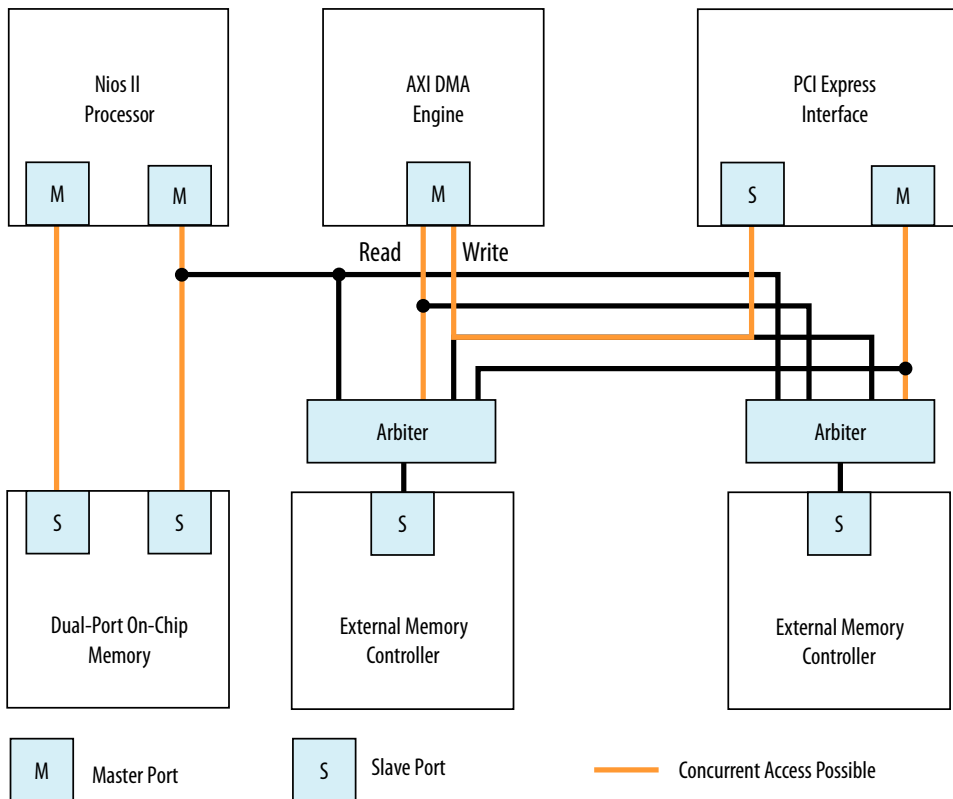 Nios II
Processor
AXI DMA
Engine
PCI Express
Interface
M
M
M
S
M
Read
Write
Arbiter
Arbiter
S
S
S
S
Dual-Port On-Chip
Memory
External Memory
Controller
External Memory
Controller
M
Master Port
S
Slave Port
Concurrent Access Possible